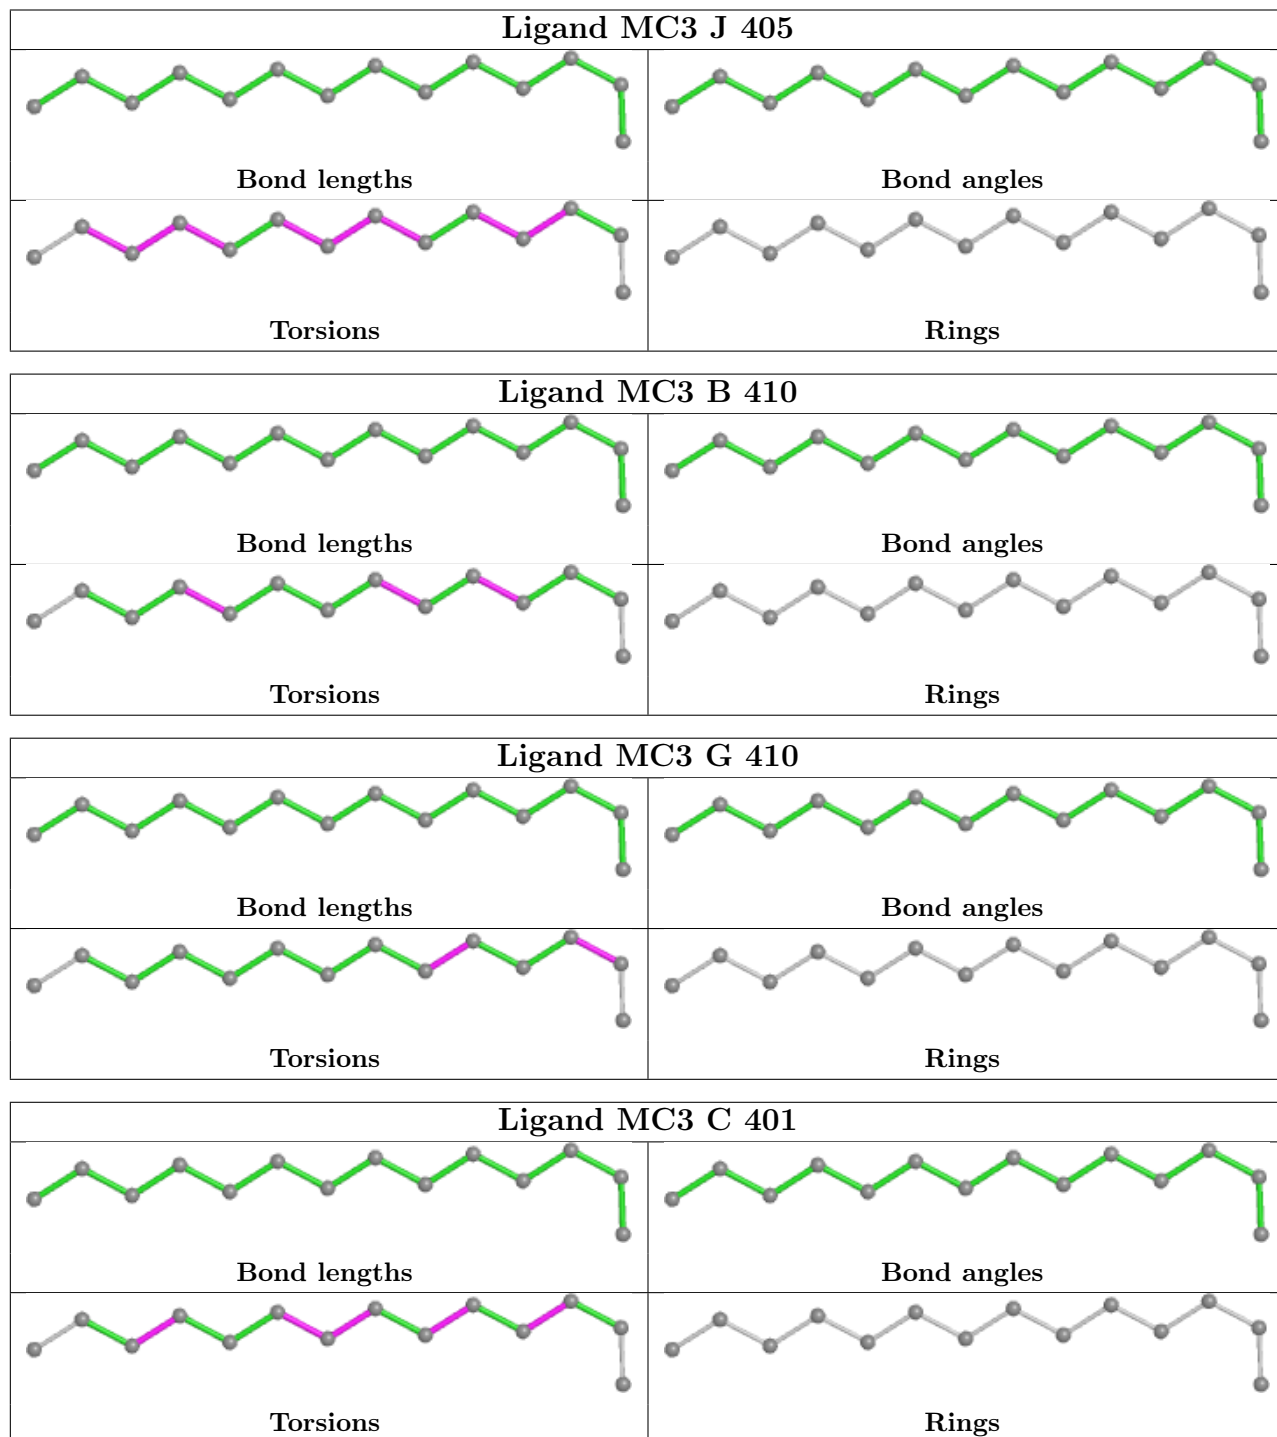 Ligand MC3 J 405
Bond lengths
Bond angles
Torsions
Rings
Ligand MC3 B 410
Bond lengths
Bond angles
Torsions
Rings
Ligand MC3 G 410
Bond lengths
Bond angles
Torsions
Rings
Ligand MC3 C 401
Bond lengths
Bond angles
Torsions
Rings